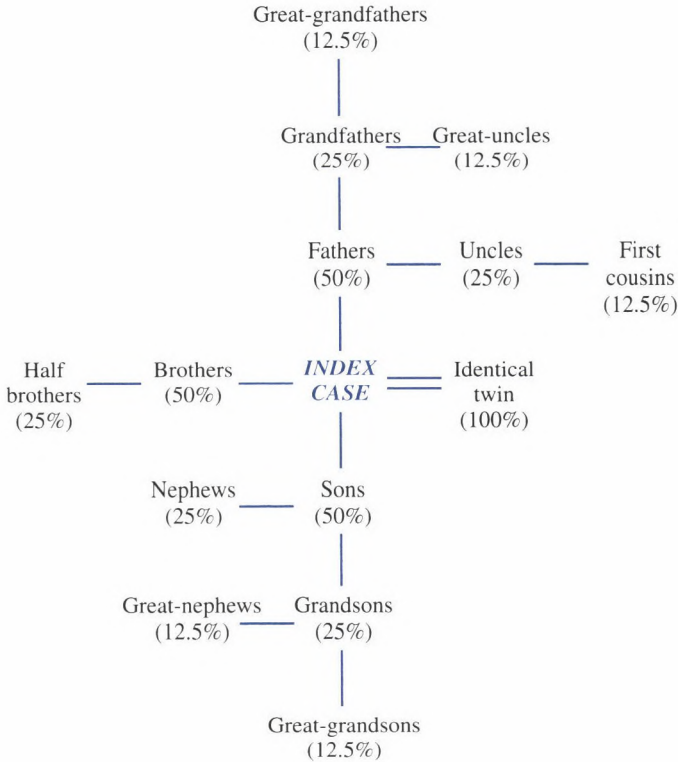 Great-grandfathers
(12.5%)
Grandfathers Great-uncles
(25%) (12.5%)
Fathers Uncles First
(50%) (25%) cousins
(12.5%)
Half Brothers INDEX Identical
brothers (50%) CASE twin
(25%) (100%)
Nephews Sons
(25%) (50%)
Great-nephews Grandsons
(12.5%) (25%)
Great-grandsons
(12.5%)